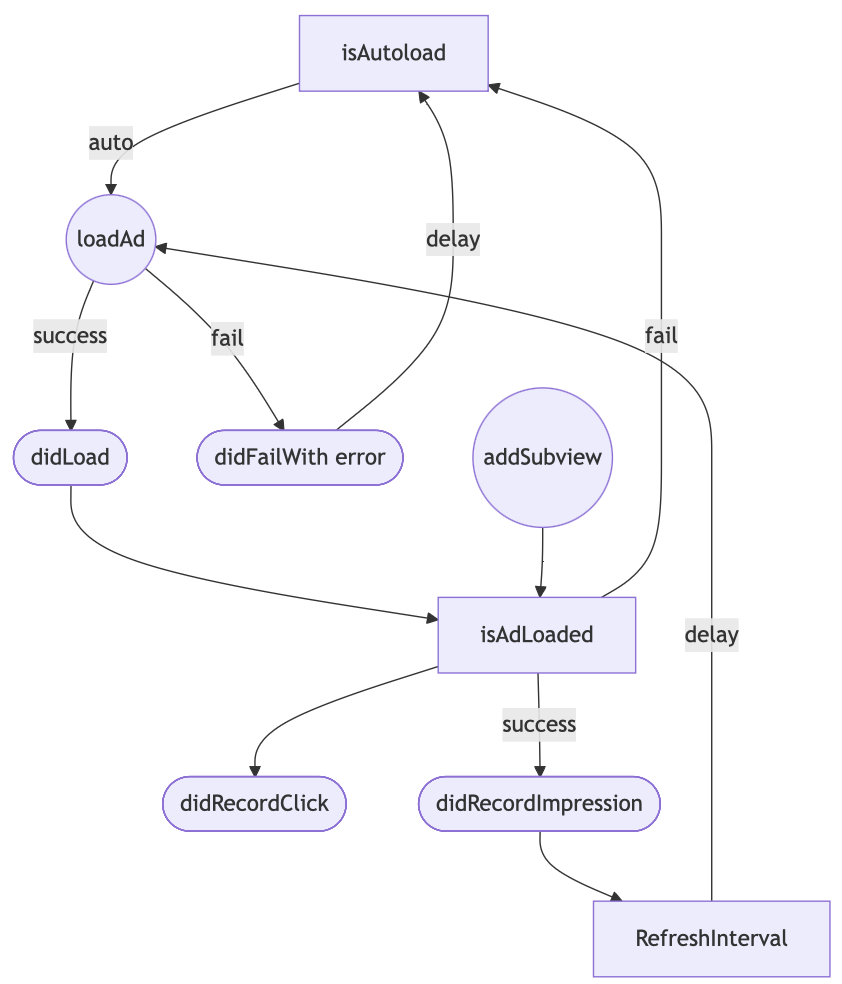 isAutoload
auto
loadAd
delay
success
fail
fail
didLoad
didFailWith error
addSubview
isAdLoaded
delay
success
didRecordClick
didRecordImpression
RefreshInterval